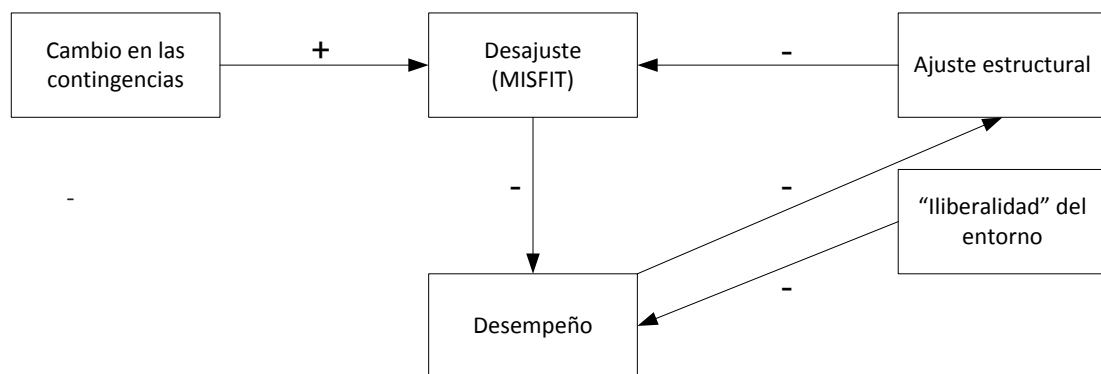 Cambio en las
contingencias
+
Desajuste
(MISFIT)
-
Ajuste estructural
-
-
-
“Iliberalidad” del
entorno
-
Desempeño